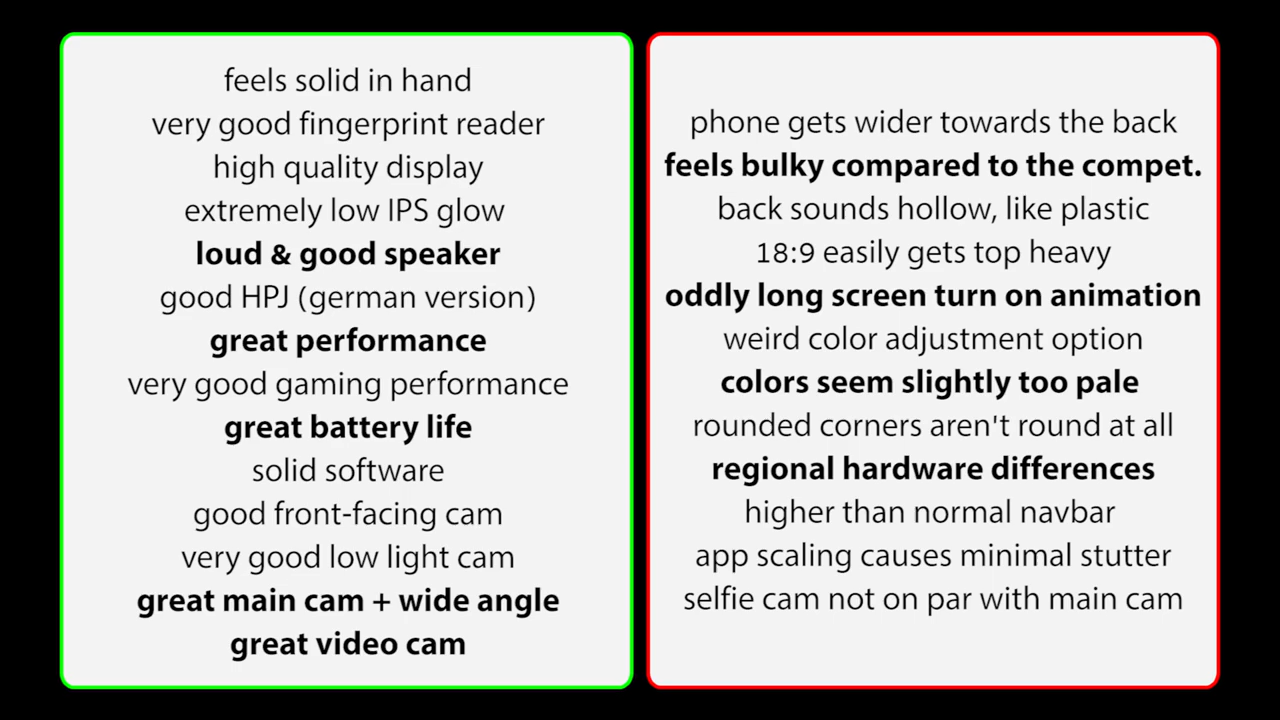 feels solid in hand
very good fingerprint reader
high quality display
extremely low IPS glow
loud & good speaker
good HPJ (german version)
great performance
very good gaming performance
great battery life
solid software
good front-facing cam
very good low light cam
great main cam + wide angle
great video cam
phone gets wider towards the back
feels bulky compared to the compet.
back sounds hollow, like plastic
18:9 easily gets top heavy
oddly long screen turn on animation
weird color adjustment option
colors seem slightly too pale
rounded corners aren't round at all
regional hardware differences
higher than normal navbar
app scaling causes minimal stutter
selfie cam not on par with main cam